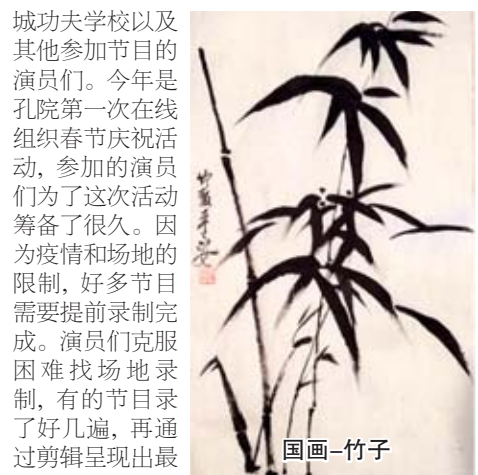 城功夫学校以及
其他参加节目的
演员们。今年是
孔院第一次在线
组织春节庆祝活
动, 参加的演员
们为了这次活动
筹备了很久。因
为疫情和场地的
限制, 好多节目
需要提前录制完
成。演员们克服
困难找场地录
制, 有的节目录
了好几遍, 再通
过剪辑呈现出最
国画–竹子